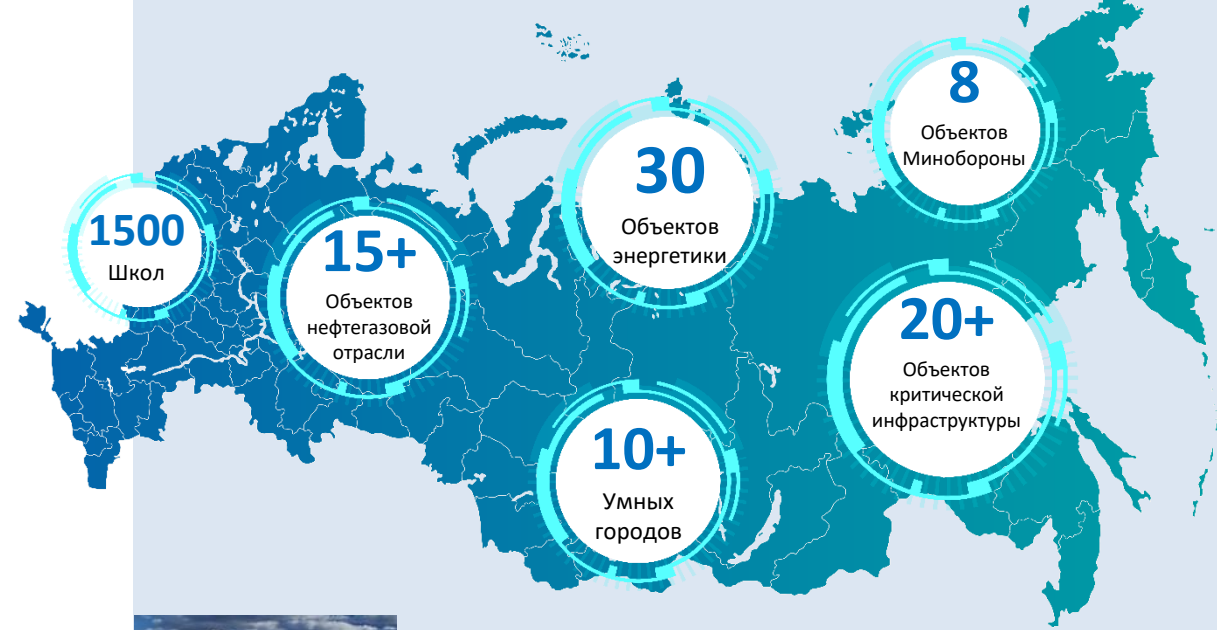 1500
Школ
15+
Объектов
нефтегазовой
отрасли
30
Объектов
энергетики
8
Объектов
Минобороны
20+
Объектов
критической
инфраструктуры
10+
Умных
городов